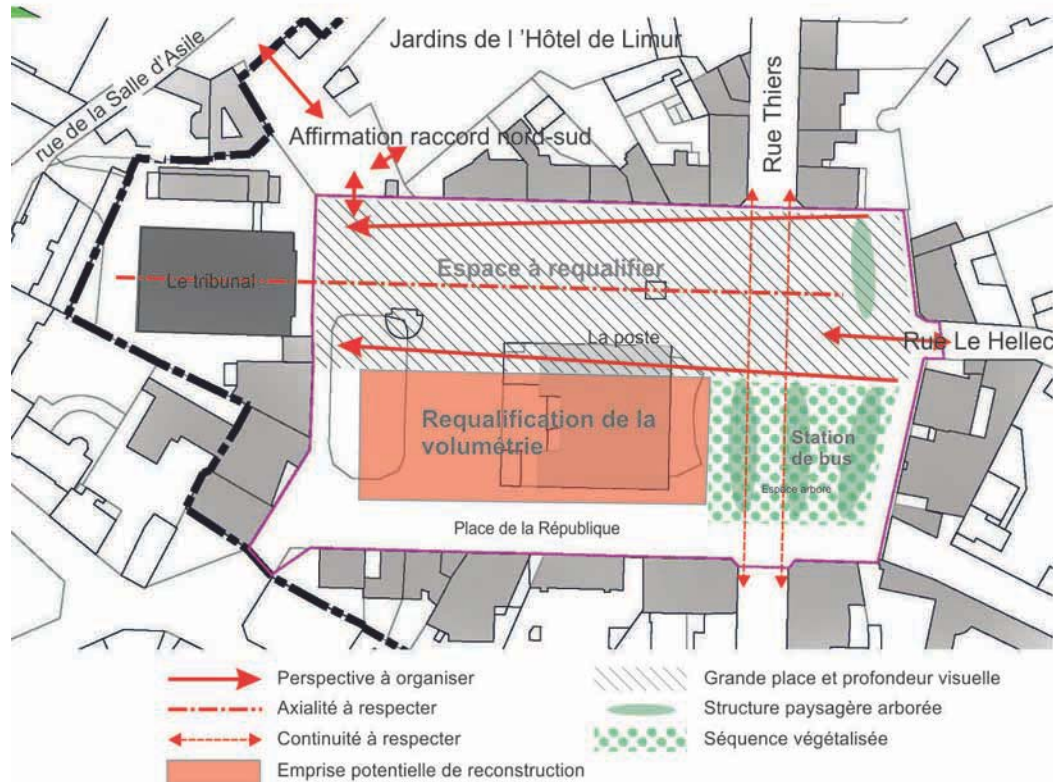 Jardins de l 'Hôtel de Limur
rue de la Salle d'Asile
Rue Thiers
Affirmation raccord nord-sud
Le tribunal
Espace à requalifier
La poste
Rue Le Hellec
Requalification de la
volumétrie
Station
de bus
Espace arboré
Place de la République
Perspective à organiser
Axialité à respecter
Continuité à respecter
Emprise potentielle de reconstruction
Grande place et profondeur visuelle
Structure paysagère arborée
Séquence végétalisée